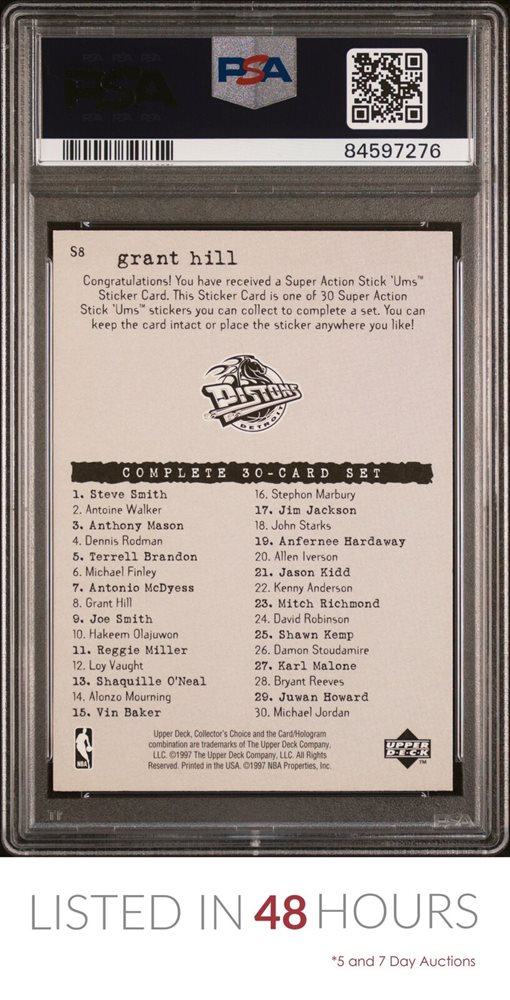 PSA
84597276
S8 grant hill
Congratulations! You have received a Super Action Stick 'Ums™
Sticker Card. This Sticker Card is one of 30 Super Action
Stick 'Ums™ stickers you can collect to complete a set. You can
keep the card intact or place the sticker anywhere you like!
PISTONS
DETROIT
COMPLETE 30-CARD SET
1. Steve Smith
2. Antoine Walker
3. Anthony Mason
4. Dennis Rodman
5. Terrell Brandon
6. Michael Finley
7. Antonio McDyess
8. Grant Hill
9. Joe Smith
10. Hakeem Olajuwon
11. Reggie Miller
12. Loy Vaught
13. Shaquille O'Neal
14. Alonzo Mourning
15. Vin Baker
16. Stephon Marbury
17. Jim Jackson
18. John Starks
19. Anfernee Hardaway
20. Allen Iverson
21. Jason Kidd
22. Kenny Anderson
23. Mitch Richmond
24. David Robinson
25. Shawn Kemp
26. Damon Stoudamire
27. Karl Malone
28. Bryant Reeves
29. Juwan Howard
30. Michael Jordan
NBA
Upper Deck, Collector's Choice and the Card/Hologram
combination are trademarks of The Upper Deck Company,
LLC. ©1997 The Upper Deck Company, LLC. All Rights
Reserved. Printed in the USA. ©1997 NBA Properties, Inc.
UPPER
DECK
TM
PSA
LISTED IN 48 HOURS
*5 and 7 Day Auctions